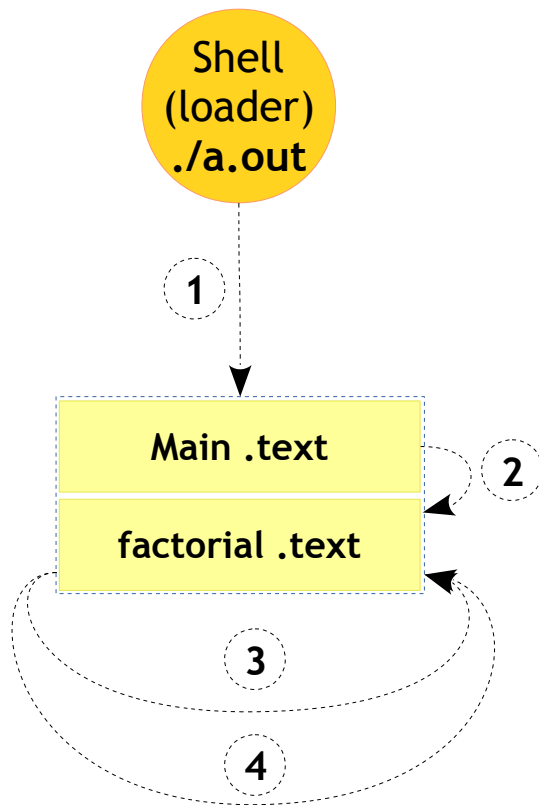 Shell
(loader)
./a.out
1
Main .text
2
factorial .text
3
4